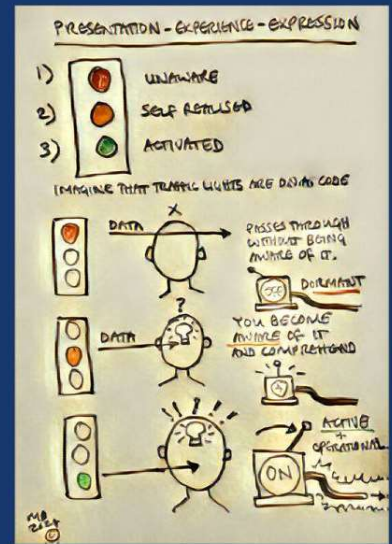 PRESENTATION - EXPERIENCE - EXPRESSION
1) UNAWARE
2) SELF REALISED
3) ACTIVATED
IMAGINE THAT TRAFFIC LIGHTS ARE DNA'S CODE
X
DATA
PASSES THROUGH
WITHOUT BEING
AWARE OF IT.
OFF
DORMANT
?
DATA
YOU BECOME
AWARE OF IT
AND COMPREHEND
! ! ! ! !
ACTIVE
+
OPERATIONAL
ON
MB
2021
©